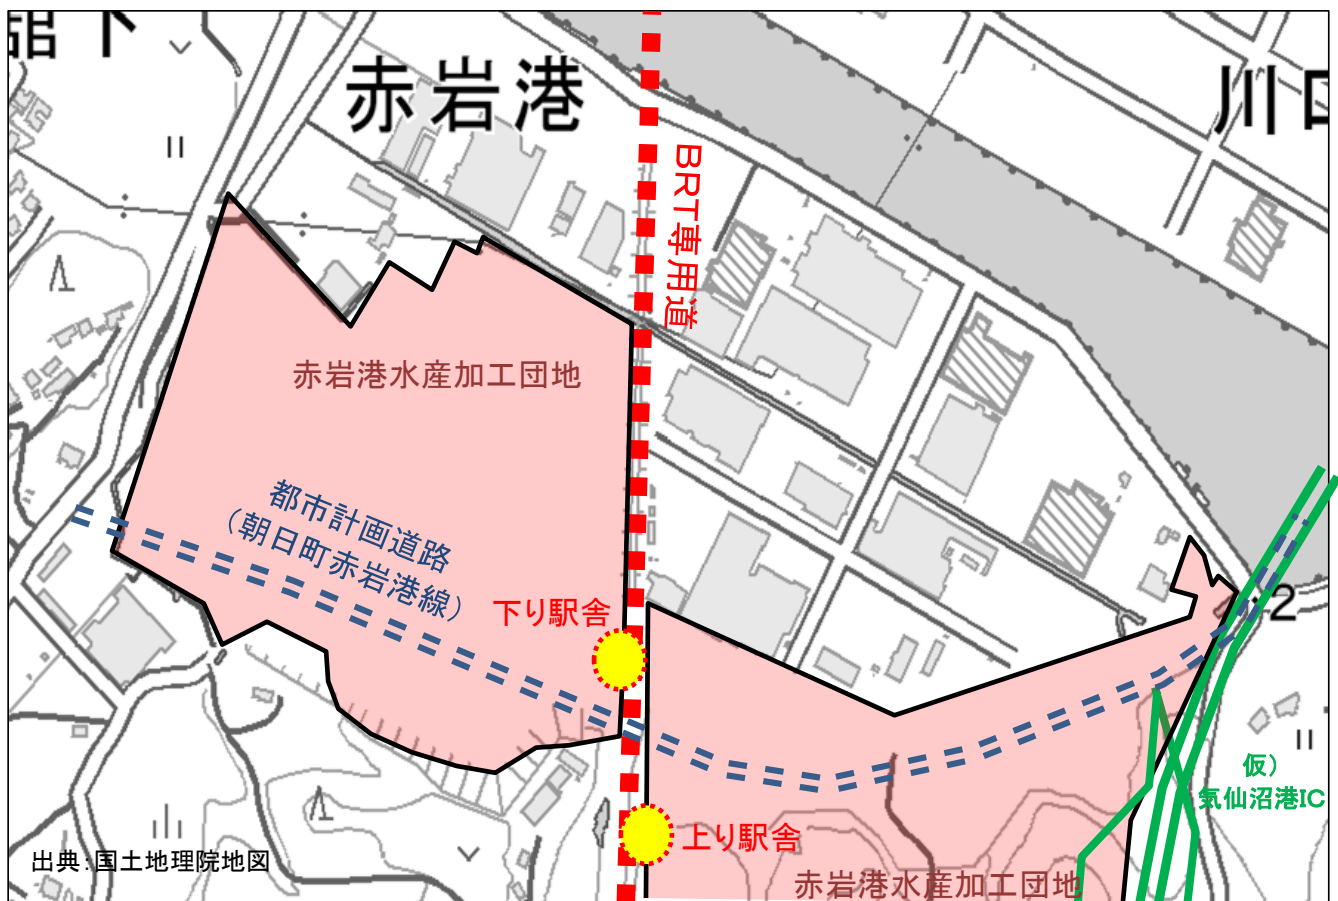 舘下
赤岩港
川口
BRT専用道
赤岩港水産加工団地
都市計画道路
（朝日町赤岩港線）
下り駅舎
2
仮）
気仙沼港IC
上り駅舎
出典：国土地理院地図
赤岩港水産加工団地